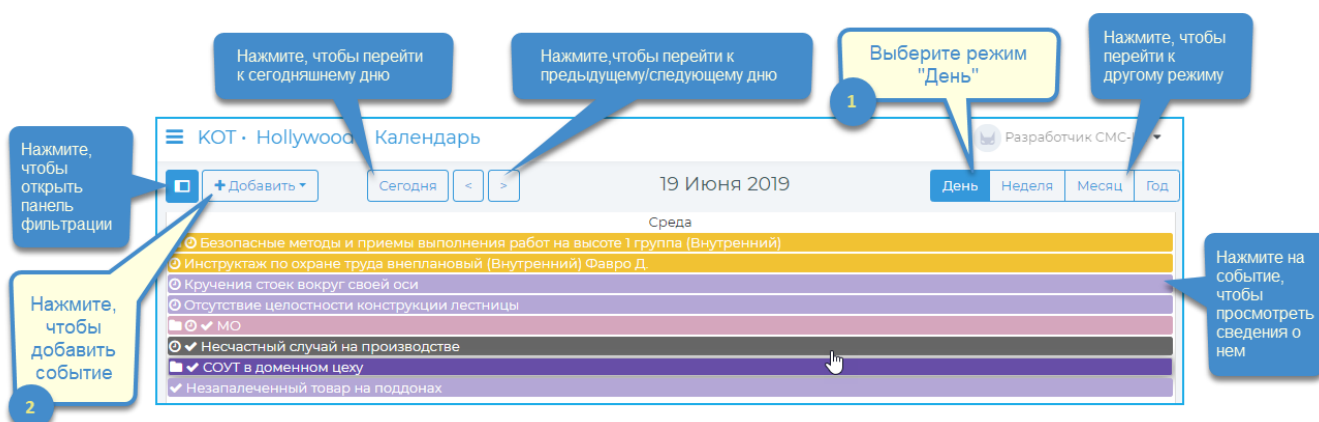 Нажмите, чтобы перейти
к сегодняшнему дню
Нажмите,чтобы перейти к
предыдущему/следующему дню
Выберите режим
"День"
1
Нажмите, чтобы
перейти к
другому режиму
Нажмите,
чтобы
открыть
панель
фильтрации
КОТ · Hollywood Календарь
Разработчик СМС-
+ Добавить
Сегодня < >
19 Июня 2019
День Неделя Месяц Год
Среда
Безопасные методы и приемы выполнения работ на высоте 1 группа (Внутренний)
Инструктаж по охране труда внеплановый (Внутренний) Фавро Д.
Кручения стоек вокруг своей оси
Отсутствие целостности конструкции лестницы
МО
Несчастный случай на производстве
СОУТ в доменном цеху
Незапалеченный товар на поддонах
Нажмите,
чтобы
добавить
событие
2
Нажмите на
событие,
чтобы
просмотреть
сведения о
нем